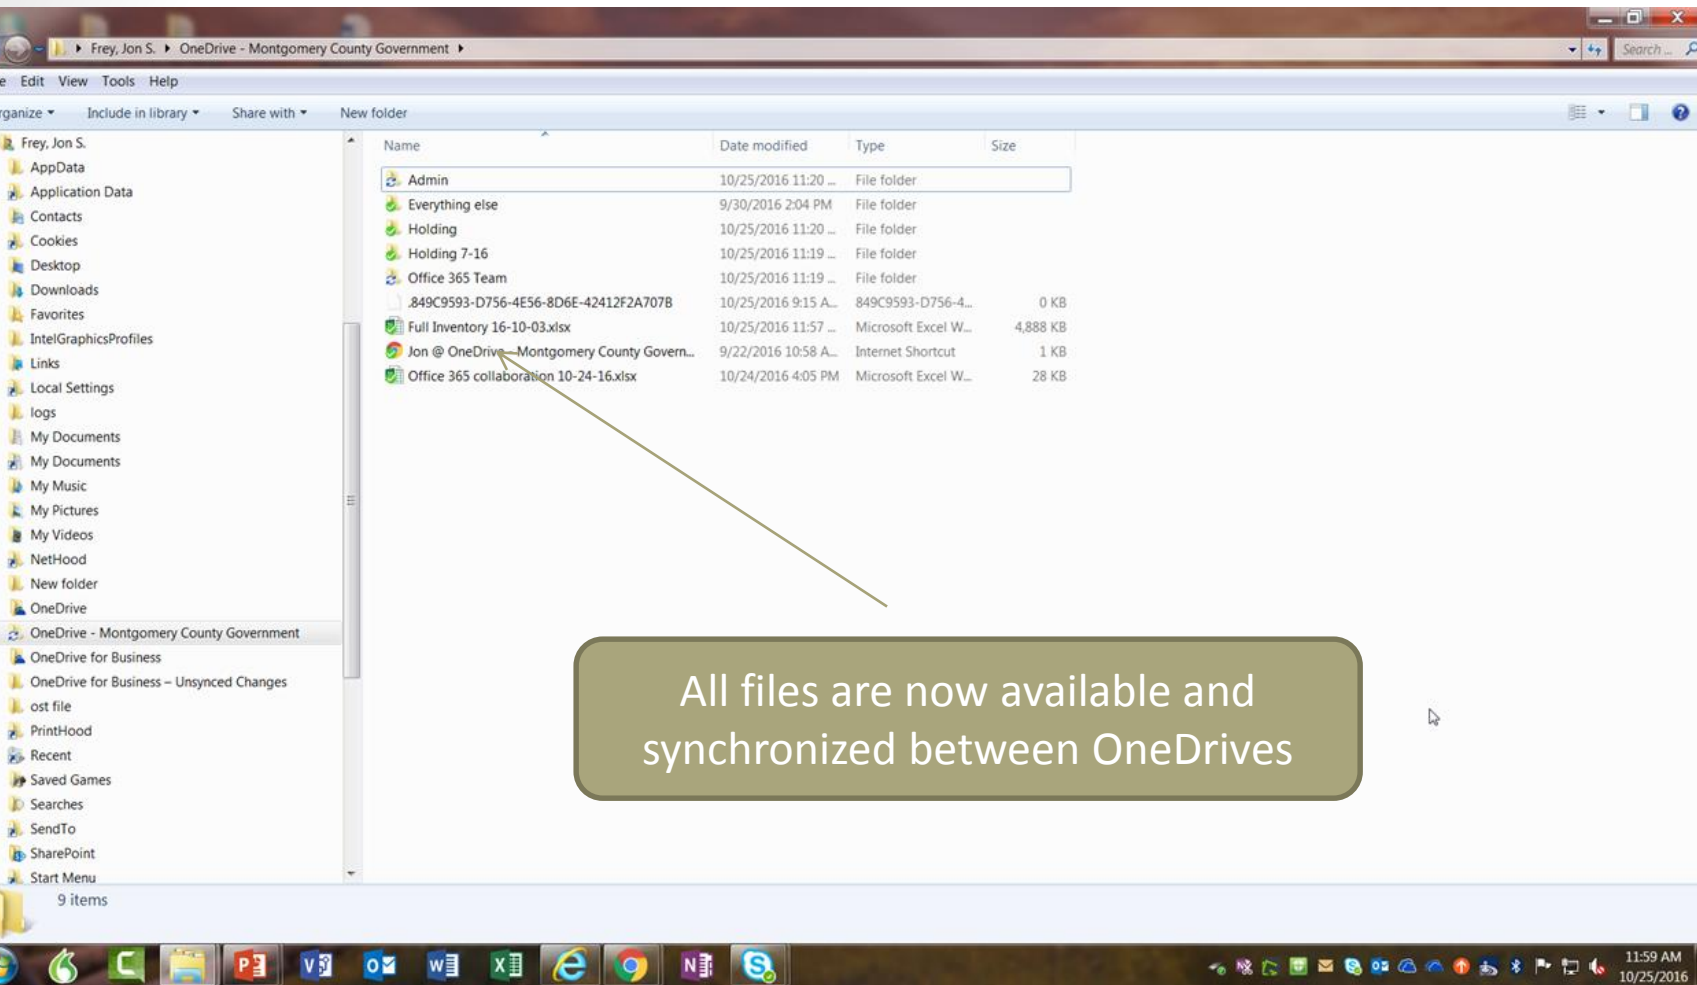 Frey, Jon S. ▸ OneDrive - Montgomery County Government ▸
Search ...
e Edit View Tools Help
rganize Include in library Share with New folder
Frey, Jon S.
AppData
Application Data
Contacts
Cookies
Desktop
Downloads
Favorites
IntelGraphicsProfiles
Links
Local Settings
logs
My Documents
My Documents
My Music
My Pictures
My Videos
NetHood
New folder
OneDrive
OneDrive - Montgomery County Government
OneDrive for Business
OneDrive for Business – Unsynced Changes
ost file
PrintHood
Recent
Saved Games
Searches
SendTo
SharePoint
Start Menu
Name Date modified Type Size
Admin 10/25/2016 11:20 ... File folder
Everything else 9/30/2016 2:04 PM File folder
Holding 10/25/2016 11:20 ... File folder
Holding 7-16 10/25/2016 11:19 ... File folder
Office 365 Team 10/25/2016 11:19 ... File folder
.849C9593-D756-4E56-8D6E-42412F2A707B 10/25/2016 9:15 A... 849C9593-D756-4... 0 KB
Full Inventory 16-10-03.xlsx 10/25/2016 11:57 ... Microsoft Excel W... 4,888 KB
Jon @ OneDrive - Montgomery County Govern... 9/22/2016 10:58 A... Internet Shortcut 1 KB
Office 365 collaboration 10-24-16.xlsx 10/24/2016 4:05 PM Microsoft Excel W... 28 KB
All files are now available and
synchronized between OneDrives
9 items
11:59 AM
10/25/2016